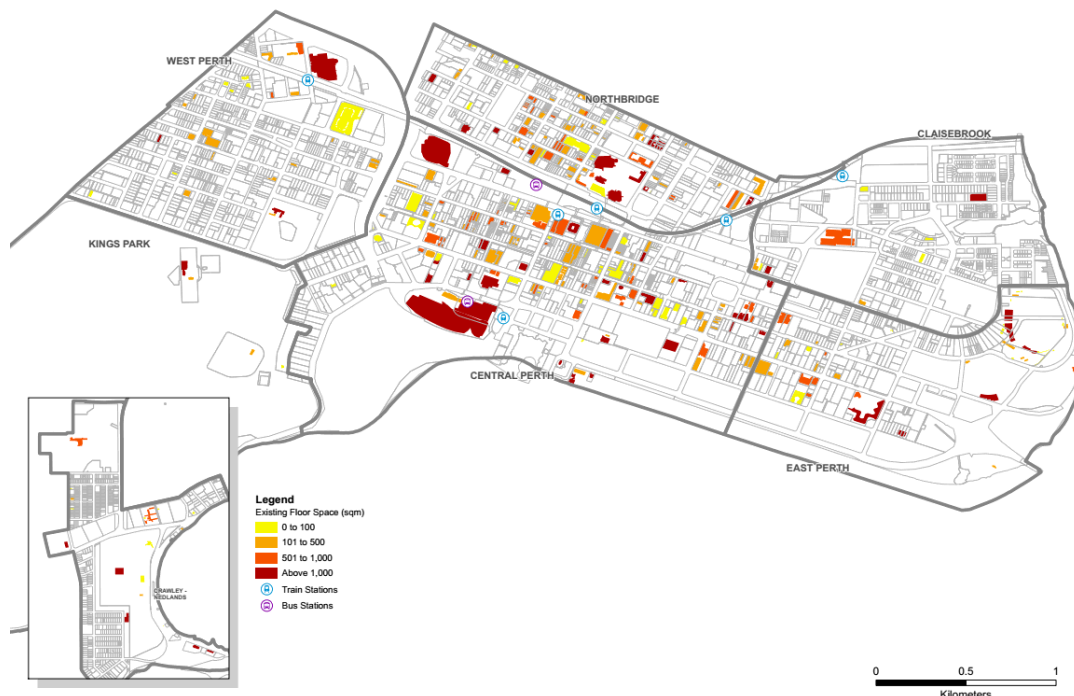 WEST PERTH
NORTHBRIDGE
CLAISEBROOK
KINGS PARK
CENTRAL PERTH
EAST PERTH
CRAWLEY -
NEDLANDS
Legend
Existing Floor Space (sqm)
0 to 100
101 to 500
501 to 1,000
Above 1,000
Train Stations
Bus Stations
0
0.5
1
Kilometers